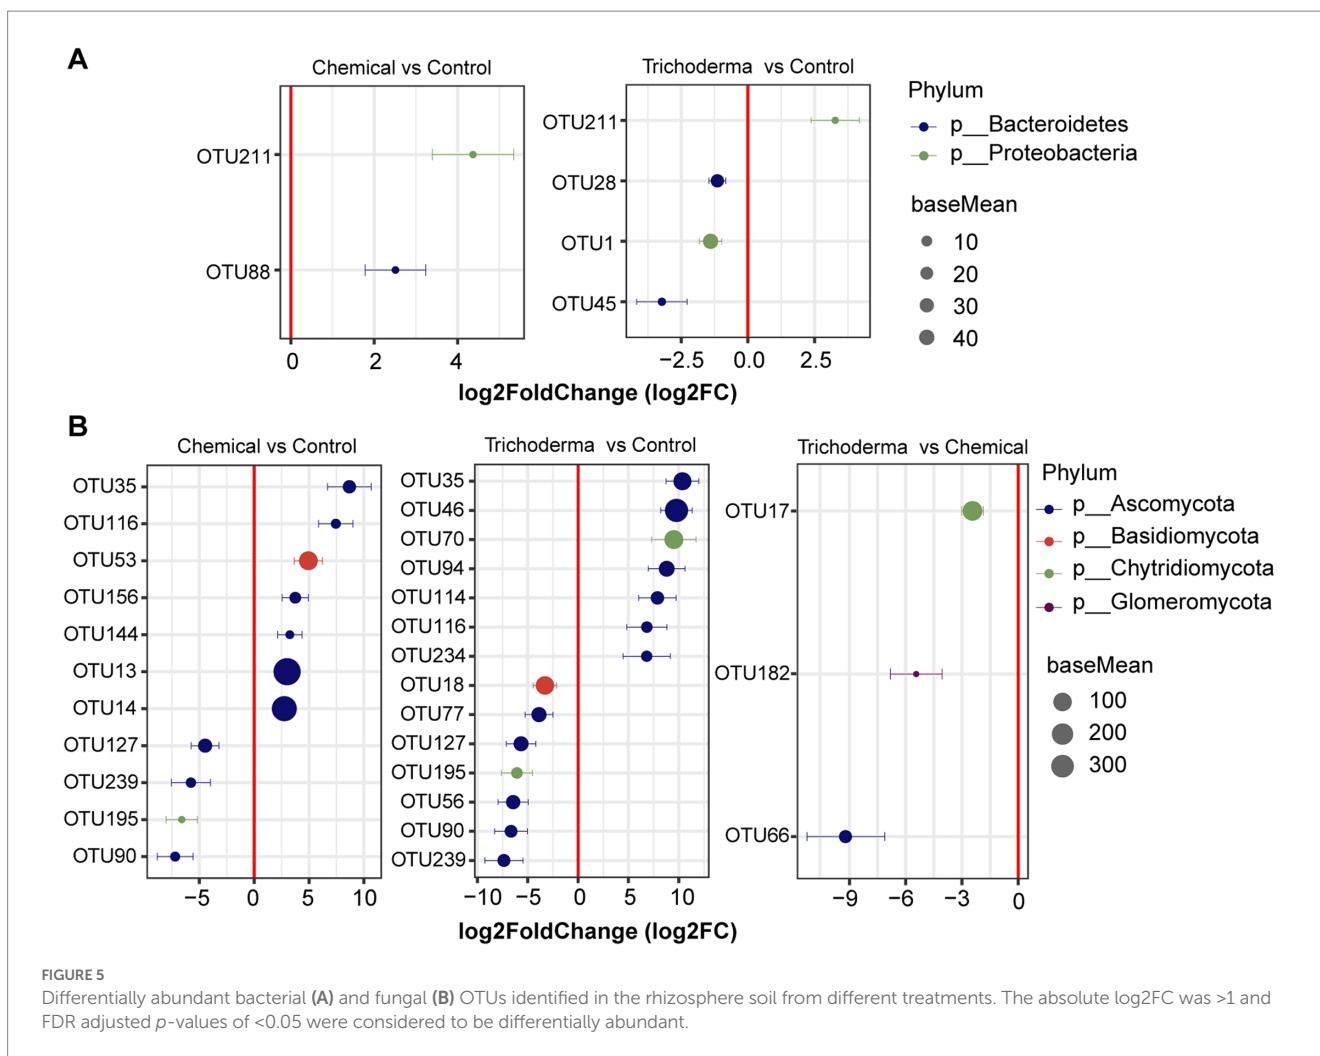 A
Chemical vs Control
OTU211
OTU88
0 2 4
Trichoderma vs Control
OTU211
OTU28
OTU1
OTU45
−2.5 0.0 2.5
log2FoldChange (log2FC)
Phylum
p__Bacteroidetes
p__Proteobacteria
baseMean
10
20
30
40
B
Chemical vs Control
OTU35
OTU116
OTU53
OTU156
OTU144
OTU13
OTU14
OTU127
OTU239
OTU195
OTU90
−5 0 5 10
Trichoderma vs Control
OTU35
OTU46
OTU70
OTU94
OTU114
OTU116
OTU234
OTU18
OTU77
OTU127
OTU195
OTU56
OTU90
OTU239
−10 −5 0 5 10
Trichoderma vs Chemical
OTU17
OTU182
OTU66
−9 −6 −3 0
log2FoldChange (log2FC)
Phylum
p__Ascomycota
p__Basidiomycota
p__Chytridiomycota
p__Glomeromycota
baseMean
100
200
300
FIGURE 5
Differentially abundant bacterial (A) and fungal (B) OTUs identified in the rhizosphere soil from different treatments. The absolute log2FC was >1 and
FDR adjusted p-values of <0.05 were considered to be differentially abundant.